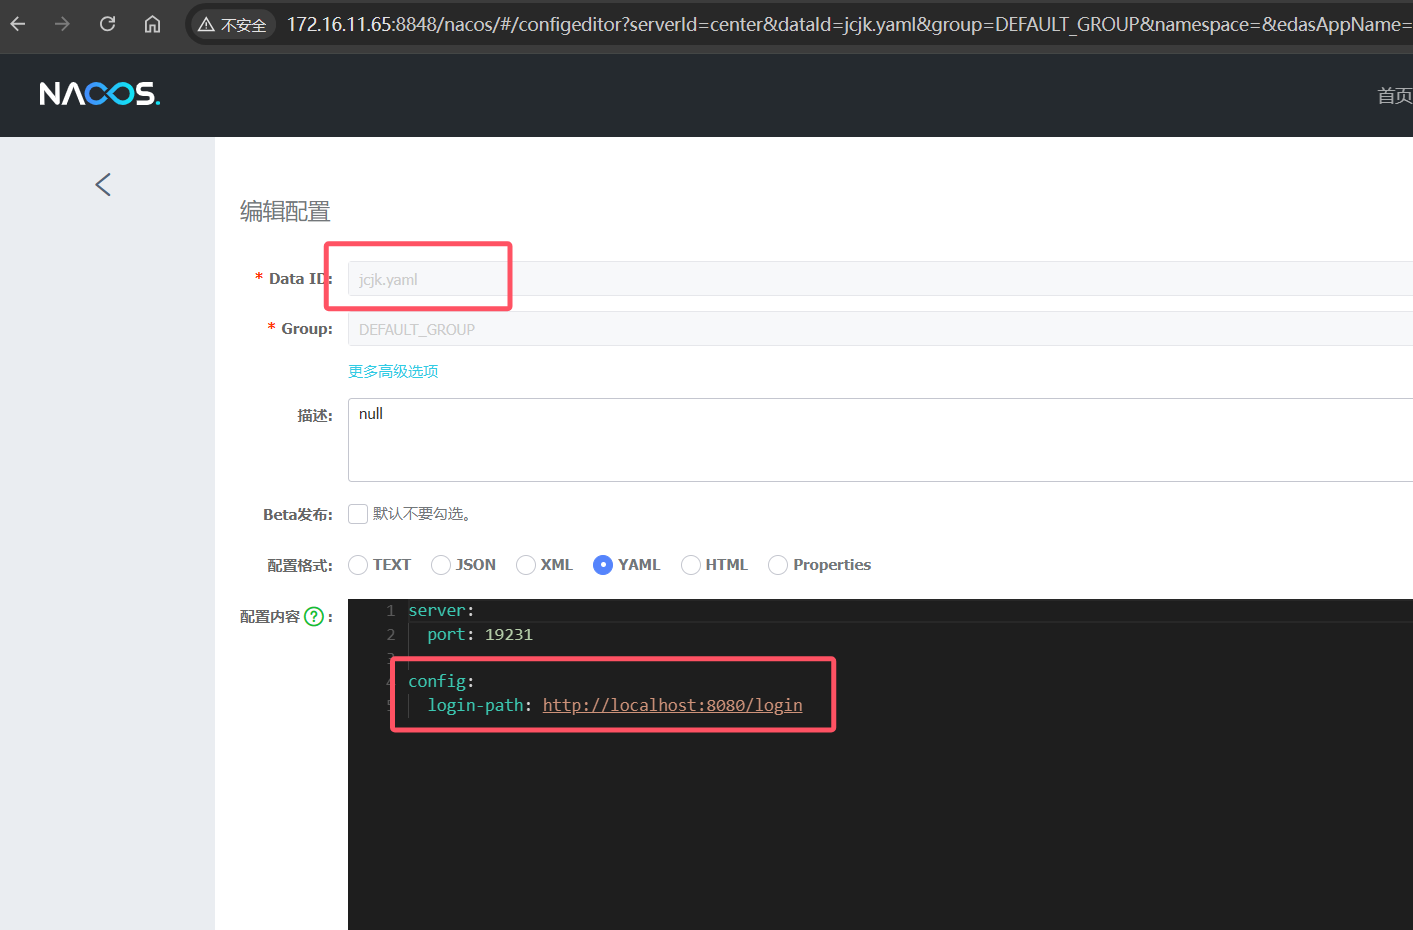 不安全 172.16.11.65:8848/nacos/#/configeditor?serverId=center&dataId=jcjk.yaml&group=DEFAULT_GROUP&namespace=&edasAppName=
NACOS.
首页
编辑配置
* Data ID: jcjk.yaml
* Group: DEFAULT_GROUP
更多高级选项
描述: null
Beta发布: 默认不要勾选。
配置格式: TEXT JSON XML YAML HTML Properties
配置内容 ? :
1 server:
2 port: 19231
3
4 config:
5 login-path: http://localhost:8080/login